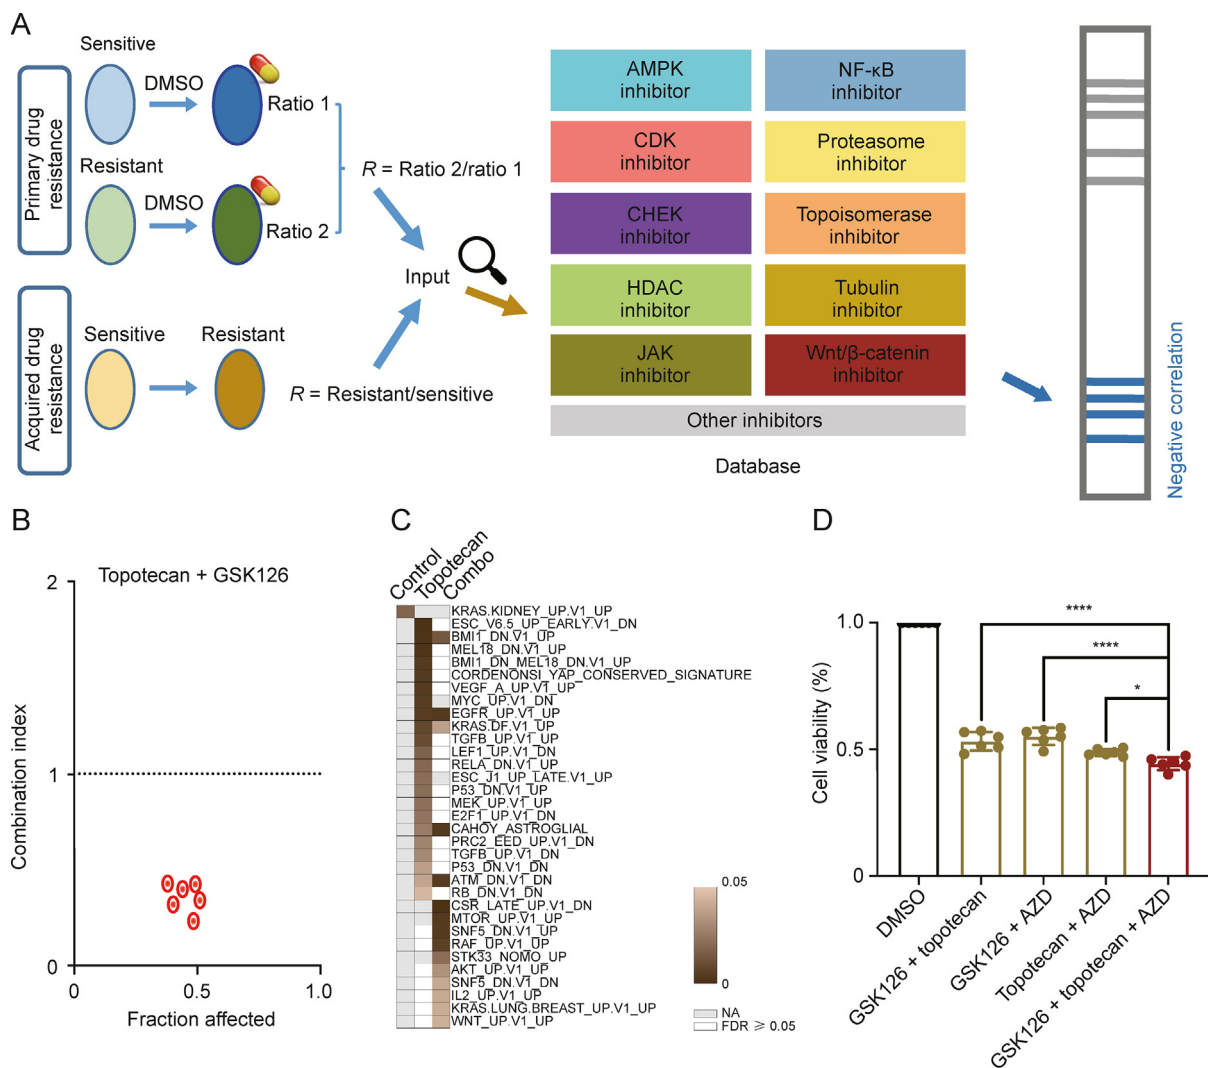 A
Sensitive
DMSO
Ratio 1
Primary drug
resistance
Resistant
DMSO
Ratio 2
R = Ratio 2/ratio 1
Input
Acquired drug
resistance
Sensitive
Resistant
R = Resistant/sensitive
AMPK
inhibitor
NF-κB
inhibitor
CDK
inhibitor
Proteasome
inhibitor
CHEK
inhibitor
Topoisomerase
inhibitor
HDAC
inhibitor
Tubulin
inhibitor
JAK
inhibitor
Wnt/β-catenin
inhibitor
Other inhibitors
Database
Negative correlation
B
Topotecan + GSK126
Combination index
2
1
0
0
0.5
1.0
Fraction affected
C
Control
Topotecan
Combo
KRAS.KIDNEY_UP.V1_UP
ESC_V6.5_UP_EARLY.V1_DN
BMI1_DN.V1_UP
MEL18_DN.V1_UP
BMI1_DN_MEL18_DN.V1_UP
CORDENONSI_YAP_CONSERVED_SIGNATURE
VEGF_A_UP.V1_UP
MYC_UP.V1_DN
EGFR_UP.V1_UP
KRAS.DF.V1_UP
TGFB_UP.V1_UP
LEF1_UP.V1_DN
RELA_DN.V1_UP
ESC_J1_UP_LATE.V1_UP
P53_DN.V1_UP
MEK_UP.V1_UP
E2F1_UP.V1_DN
CAHOY_ASTROGLIAL
PRC2_EED_UP.V1_DN
TGFB_UP.V1_DN
P53_DN.V1_DN
ATM_DN.V1_DN
RB_DN.V1_DN
CSR_LATE_UP.V1_DN
MTOR_UP.V1_UP
SNF5_DN.V1_UP
RAF_UP.V1_UP
STK33_NOMO_UP
AKT_UP.V1_UP
SNF5_DN.V1_DN
IL2_UP.V1_UP
KRAS.LUNG.BREAST_UP.V1_UP
WNT_UP.V1_UP
0.05
0
NA
FDR ≥ 0.05
D
Cell viability (%)
1.0
0.5
0
****
****
*
DMSO
GSK126 + topotecan
GSK126 + AZD
Topotecan + AZD
GSK126 + topotecan + AZD